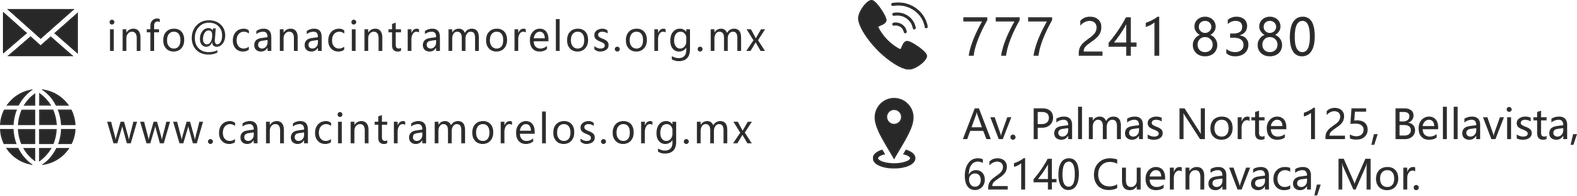 info@canacintramorelos.org.mx
www.canacintramorelos.org.mx
777 241 8380
Av. Palmas Norte 125, Bellavista,
62140 Cuernavaca, Mor.